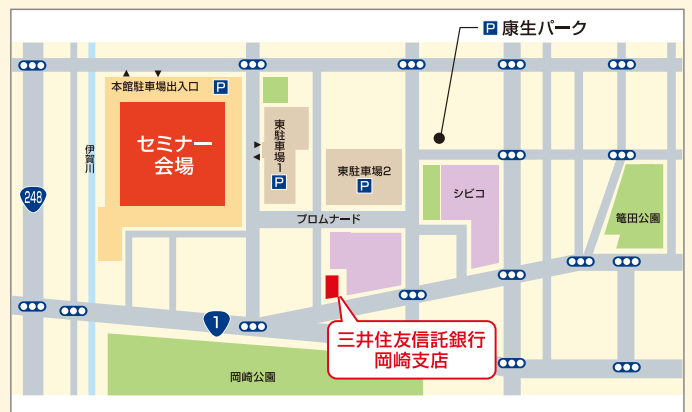 P 康生パーク
本館駐車場出入口 P
セミナー
会場
伊賀川
東駐車場1
P
東駐車場2
P
シビコ
248
プロムナード
籠田公園
1
三井住友信託銀行
岡崎支店
岡崎公園